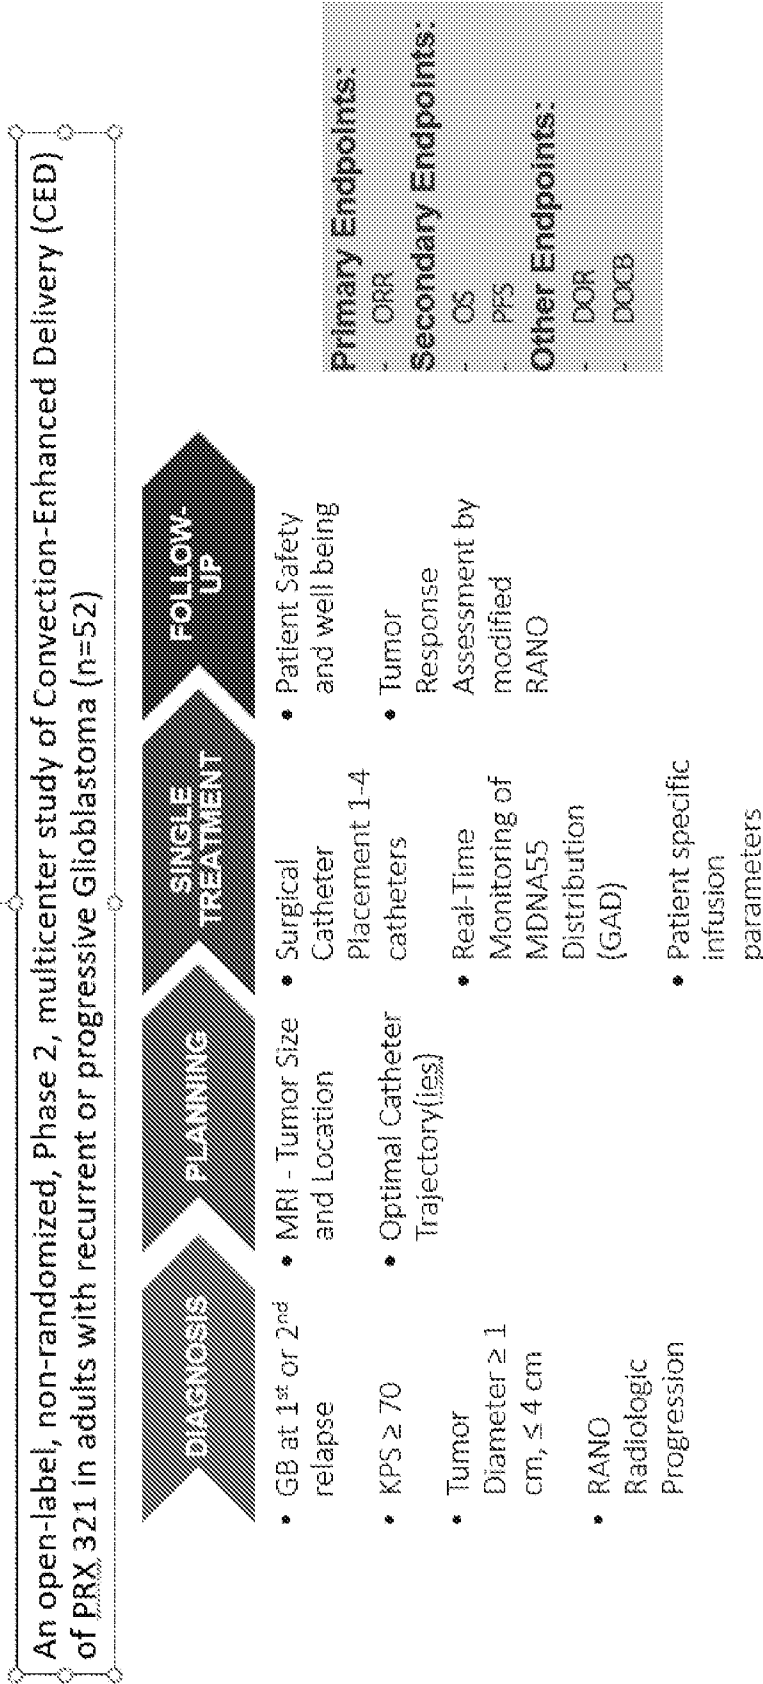 An open-label, non-randomized, Phase 2, multicenter study of Convection-Enhanced Delivery (CED)
of PRX 321 in adults with recurrent or progressive Glioblastoma (n=52)
DIAGNOSIS
• GB at 1st or 2nd
relapse
• KPS ≥ 70
• Tumor
Diameter ≥ 1
cm, ≤ 4 cm
• RANO
Radiologic
Progression
PLANNING
• MRI - Tumor Size
and Location
• Optimal Catheter
Trajectory(ies)
SINGLE
TREATMENT
• Surgical
Catheter
Placement 1-4
catheters
• Real-Time
Monitoring of
MDNA55
Distribution
(GAD)
• Patient specific
infusion
parameters
FOLLOW-
UP
• Patient Safety
and well being
• Tumor
Response
Assessment by
modified
RANO
Primary Endpoints:
- ORR
Secondary Endpoints:
- OS
- PFS
Other Endpoints:
- DOR
- DOCB